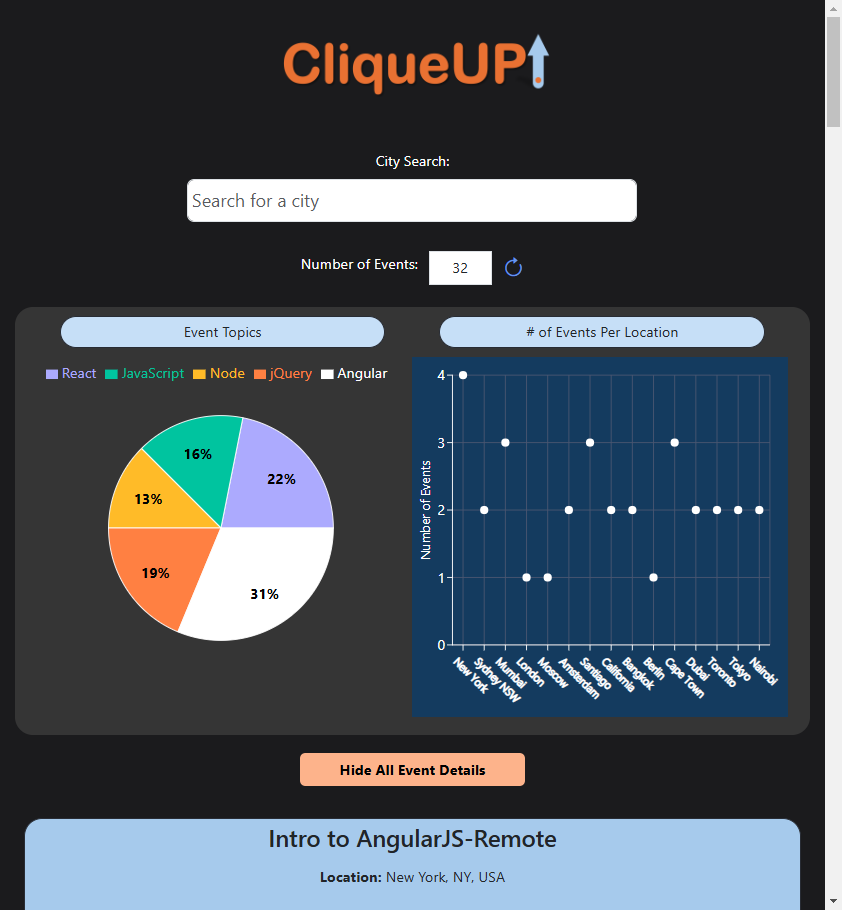 CliqueUP
City Search:
Search for a city
Number of Events: 32
Event Topics
# of Events Per Location
React JavaScript Node jQuery Angular
16%
22%
13%
19%
31%
Number of Events
4
3
2
1
0
New York Sydney NSW Mumbai London Moscow Amsterdam Santiago California Bangkok Berlin Cape Town Dubai Toronto Tokyo Nairobi
Hide All Event Details
Intro to AngularJS-Remote
Location: New York, NY, USA